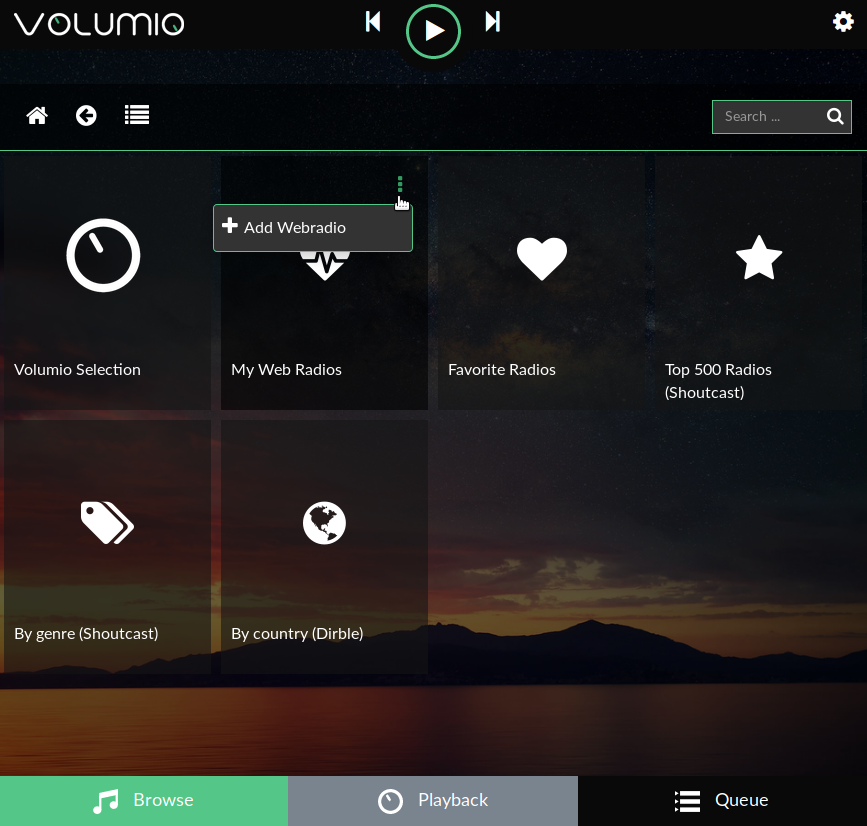 VOLUMIO
Search ...
Add Webradio
Volumio Selection
My Web Radios
Favorite Radios
Top 500 Radios
(Shoutcast)
By genre (Shoutcast)
By country (Dirble)
Browse
Playback
Queue